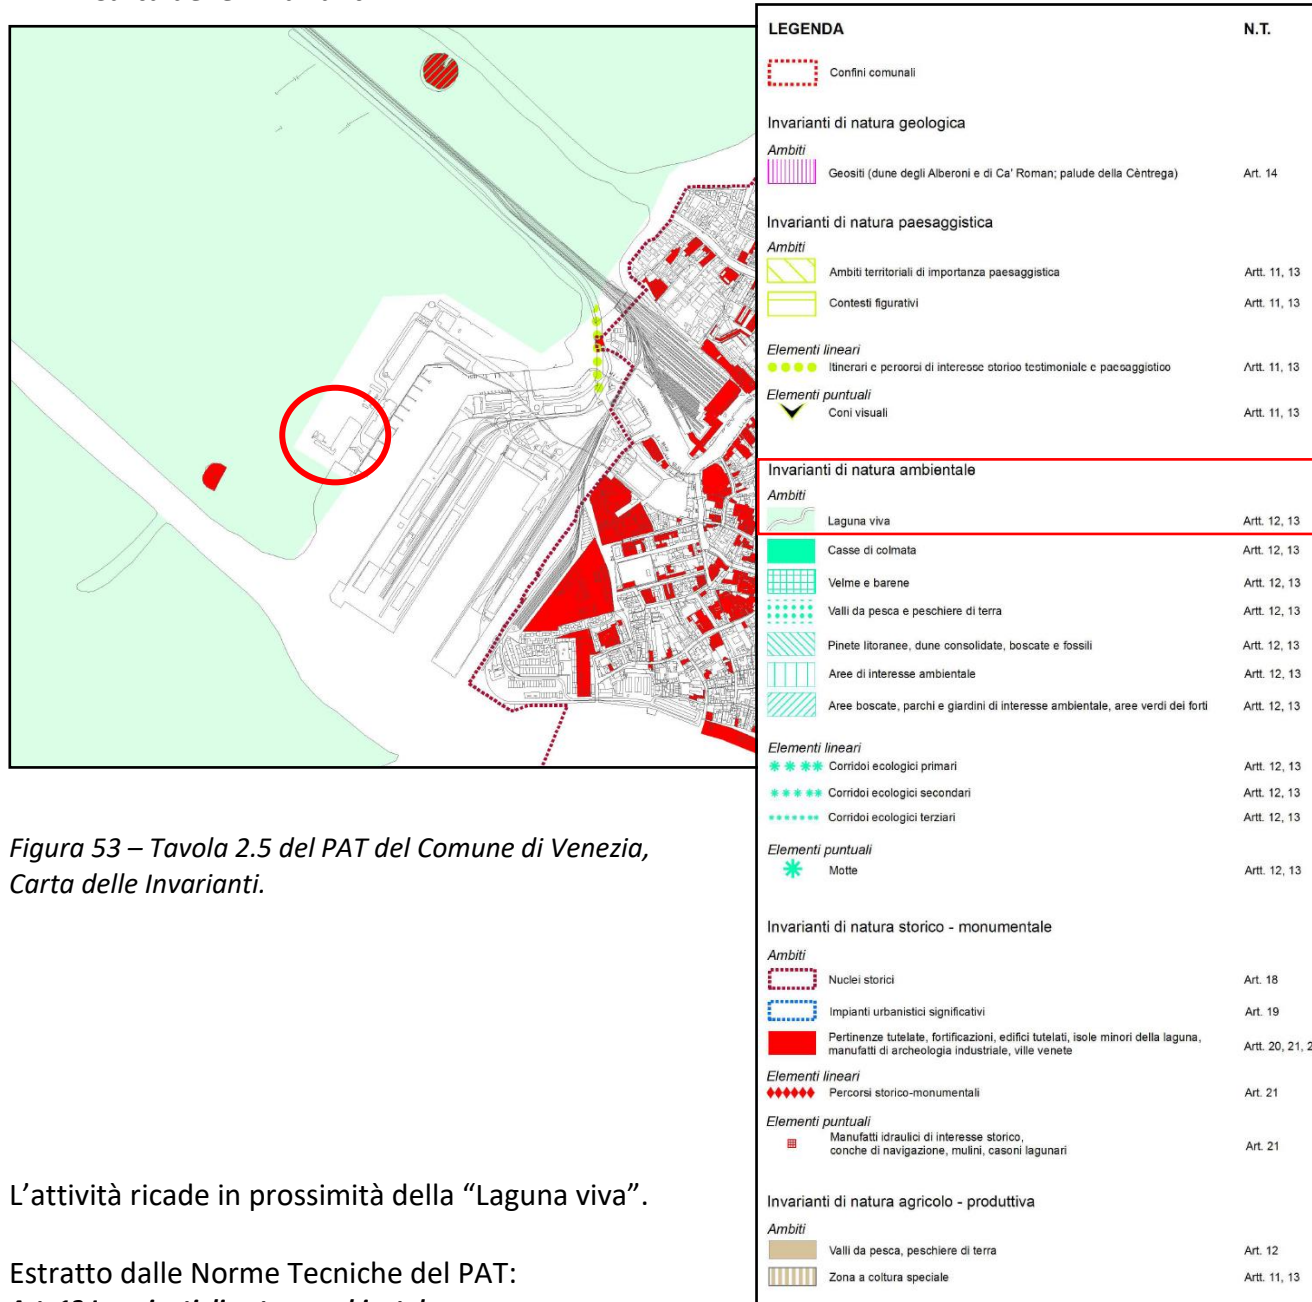 LEGENDA N.T.
Confini comunali
Invarianti di natura geologica
Ambiti
Geositi (dune degli Alberoni e di Ca' Roman; palude della Cèntrega) Art. 14
Invarianti di natura paesaggistica
Ambiti
Ambiti territoriali di importanza paesaggistica Artt. 11, 13
Contesti figurativi Artt. 11, 13
Elementi lineari
Itinerari e percorsi di interesse storico testimoniale e paesaggistico Artt. 11, 13
Elementi puntuali
Coni visuali Artt. 11, 13
Invarianti di natura ambientale
Ambiti
Laguna viva Artt. 12, 13
Casse di colmata Artt. 12, 13
Velme e barene Artt. 12, 13
Valli da pesca e peschiere di terra Artt. 12, 13
Pinete litoranee, dune consolidate, boscate e fossili Artt. 12, 13
Aree di interesse ambientale Artt. 12, 13
Aree boscate, parchi e giardini di interesse ambientale, aree verdi dei forti Artt. 12, 13
Elementi lineari
Corridoi ecologici primari Artt. 12, 13
Corridoi ecologici secondari Artt. 12, 13
Corridoi ecologici terziari Artt. 12, 13
Elementi puntuali
Motte Artt. 12, 13
Invarianti di natura storico - monumentale
Ambiti
Nuclei storici Art. 18
Impianti urbanistici significativi Art. 19
Pertinenze tutelate, fortificazioni, edifici tutelati, isole minori della laguna,
manufatti di archeologia industriale, ville venete Artt. 20, 21, 2
Elementi lineari
Percorsi storico-monumentali Art. 21
Elementi puntuali
Manufatti idraulici di interesse storico,
conche di navigazione, mulini, casoni lagunari Art. 21
Invarianti di natura agricolo - produttiva
Ambiti
Valli da pesca, peschiere di terra Art. 12
Zona a coltura speciale Artt. 11, 13
Figura 53 – Tavola 2.5 del PAT del Comune di Venezia,
Carta delle Invarianti.
L'attività ricade in prossimità della “Laguna viva”.
Estratto dalle Norme Tecniche del PAT: